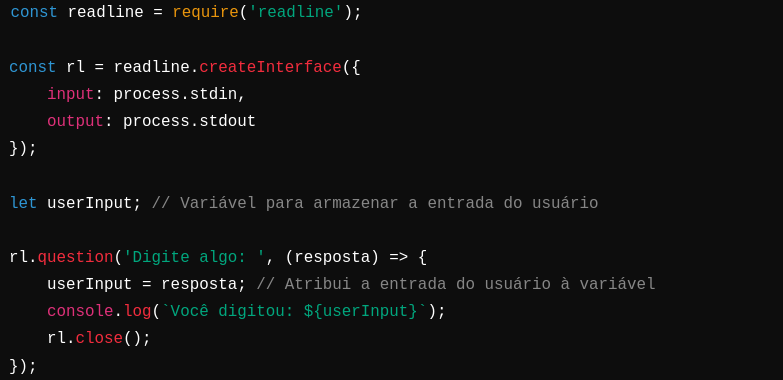 const readline = require('readline');
const rl = readline.createInterface({
    input: process.stdin,
    output: process.stdout
});
let userInput; // Variável para armazenar a entrada do usuário
rl.question('Digite algo: ', (resposta) => {
    userInput = resposta; // Atribui a entrada do usuário à variável
    console.log(`Você digitou: ${userInput}`);
    rl.close();
});